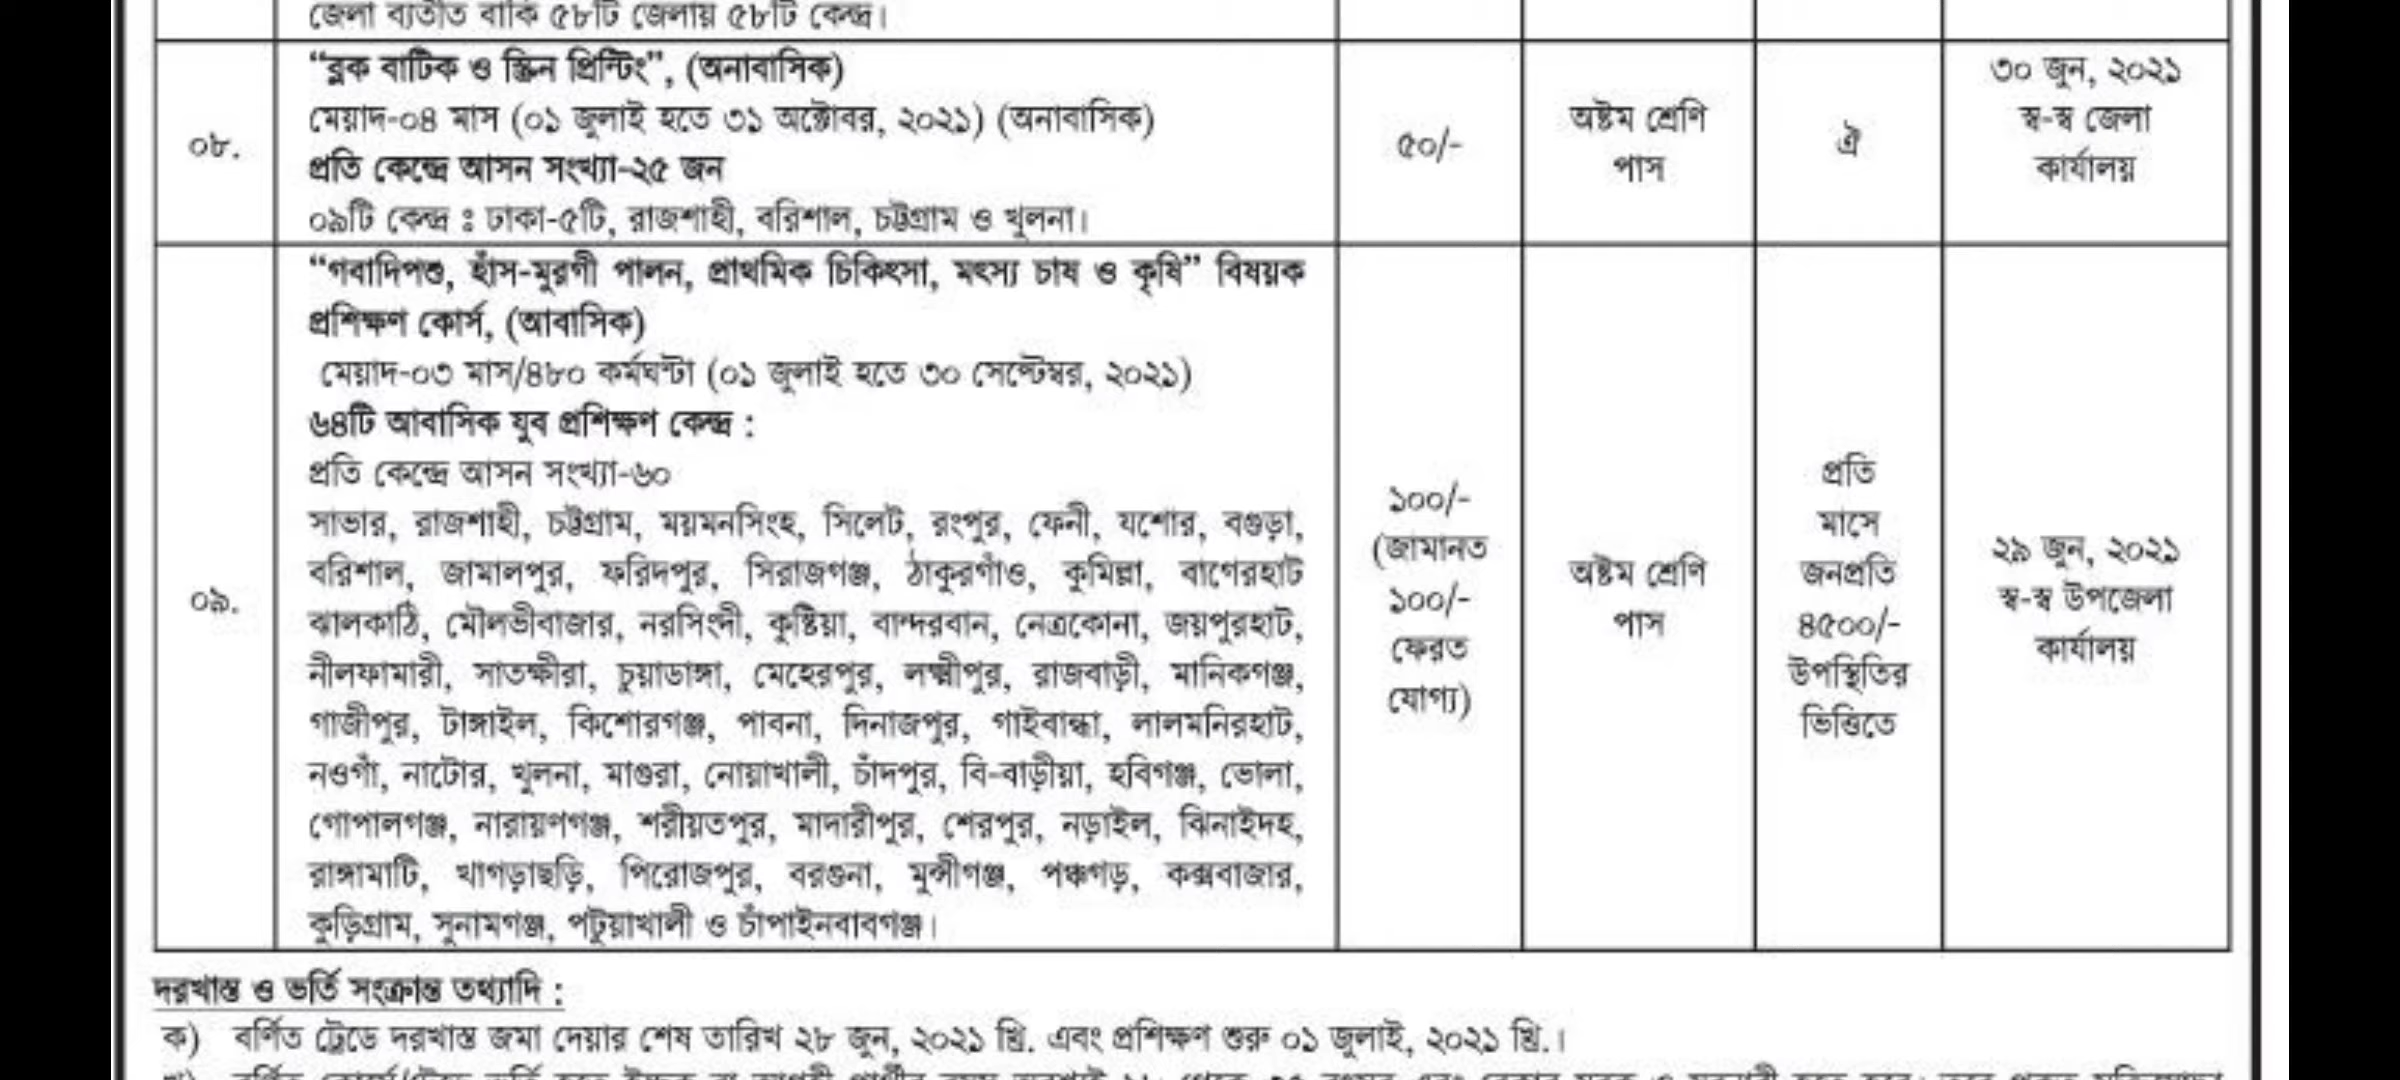 জেলা ব্যতীত বাকি ৫৮টি জেলায় ৫৮টি কেন্দ্র।
০৮.
“ব্লক বাটিক ও স্ক্রিন প্রিন্টিং”, (অনাবাসিক)
মেয়াদ-০৪ মাস (০১ জুলাই হতে ৩১ অক্টোবর, ২০২১) (অনাবাসিক)
প্রতি কেন্দ্রে আসন সংখ্যা-২৫ জন
০৯টি কেন্দ্র ঃ ঢাকা-৫টি, রাজশাহী, বরিশাল, চট্টগ্রাম ও খুলনা।
৫০/-
অষ্টম শ্রেণি
পাস
ঐ
৩০ জুন, ২০২১
স্ব-স্ব জেলা
কার্যালয়
০৯.
“গবাদিপশু, হাঁস-মুরগী পালন, প্রাথমিক চিকিৎসা, মৎস্য চাষ ও কৃষি” বিষয়ক
প্রশিক্ষণ কোর্স, (আবাসিক)
মেয়াদ-০৩ মাস/৪৮০ কর্মঘন্টা (০১ জুলাই হতে ৩০ সেপ্টেম্বর, ২০২১)
৬৪টি আবাসিক যুব প্রশিক্ষণ কেন্দ্র :
প্রতি কেন্দ্রে আসন সংখ্যা-৬০
সাভার, রাজশাহী, চট্টগ্রাম, ময়মনসিংহ, সিলেট, রংপুর, ফেনী, যশোর, বগুড়া,
বরিশাল, জামালপুর, ফরিদপুর, সিরাজগঞ্জ, ঠাকুরগাঁও, কুমিল্লা, বাগেরহাট
ঝালকাঠি, মৌলভীবাজার, নরসিংদী, কুষ্টিয়া, বান্দরবান, নেত্রকোনা, জয়পুরহাট,
নীলফামারী, সাতক্ষীরা, চুয়াডাঙ্গা, মেহেরপুর, লক্ষ্মীপুর, রাজবাড়ী, মানিকগঞ্জ,
গাজীপুর, টাঙ্গাইল, কিশোরগঞ্জ, পাবনা, দিনাজপুর, গাইবান্ধা, লালমনিরহাট,
নওগাঁ, নাটোর, খুলনা, মাগুরা, নোয়াখালী, চাঁদপুর, বি-বাড়ীয়া, হবিগঞ্জ, ভোলা,
গোপালগঞ্জ, নারায়ণগঞ্জ, শরীয়তপুর, মাদারীপুর, শেরপুর, নড়াইল, ঝিনাইদহ,
রাঙ্গামাটি, খাগড়াছড়ি, পিরোজপুর, বরগুনা, মুন্সীগঞ্জ, পঞ্চগড়, কক্সবাজার,
কুড়িগ্রাম, সুনামগঞ্জ, পটুয়াখালী ও চাঁপাইনবাবগঞ্জ।
১০০/-
(জামানত
১০০/-
ফেরত
যোগ্য)
অষ্টম শ্রেণি
পাস
প্রতি
মাসে
জনপ্রতি
৪৫০০/-
উপস্থিতির
ভিত্তিতে
২৯ জুন, ২০২১
স্ব-স্ব উপজেলা
কার্যালয়
দরখাস্ত ও ভর্তি সংক্রান্ত তথ্যাদি :
ক) বর্ণিত ট্রেডে দরখাস্ত জমা দেয়ার শেষ তারিখ ২৮ জুন, ২০২১ খ্রি. এবং প্রশিক্ষণ শুরু ০১ জুলাই, ২০২১ খ্রি.।